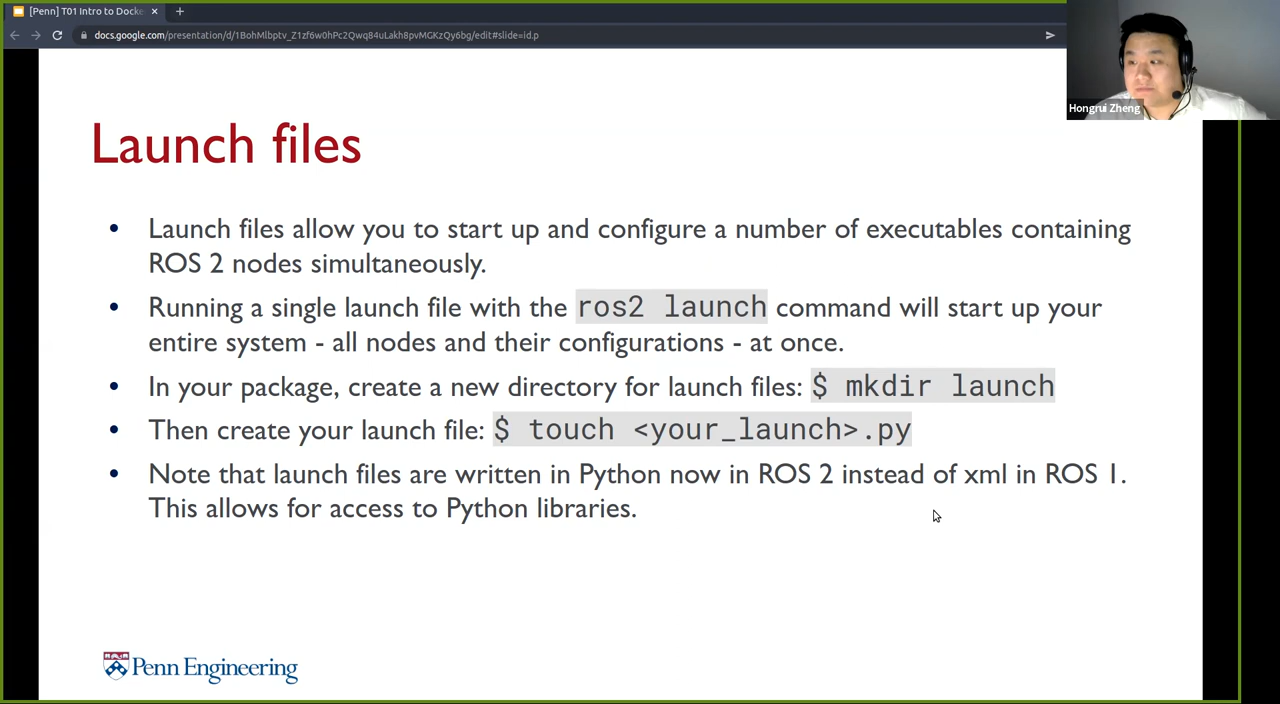 [Penn] T01 Intro to Docke
docs.google.com/presentation/d/1BohMlbptv_Z1zf6w0hPc2Qwq84uLakh8pvMGKzQy6bg/edit#slide=id.p
Hongrui Zheng
Launch files
• Launch files allow you to start up and configure a number of executables containing
ROS 2 nodes simultaneously.
• Running a single launch file with the ros2 launch command will start up your
entire system - all nodes and their configurations - at once.
• In your package, create a new directory for launch files: $ mkdir launch
• Then create your launch file: $ touch <your_launch>.py
• Note that launch files are written in Python now in ROS 2 instead of xml in ROS 1.
This allows for access to Python libraries.
Penn Engineering